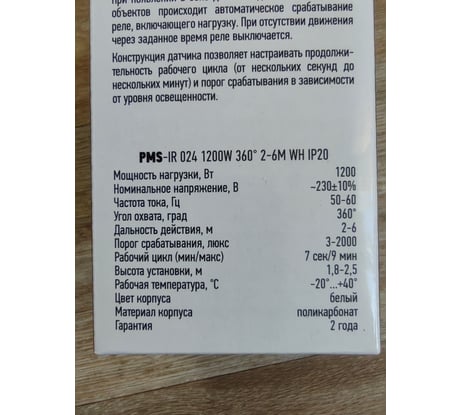 объектов происходит автоматическое срабатывание
реле, включающего нагрузку. При отсутствии движения
через заданное время реле выключается.
Конструкция датчика позволяет настраивать продолжи-
тельность рабочего цикла (от нескольких секунд до
нескольких минут) и порог срабатывания в зависимости
от уровня освещенности.
PMS-IR 024 1200W 360° 2-6M WH IP20
Мощность нагрузки, Вт 1200
Номинальное напряжение, В ~230±10%
Частота тока, Гц 50-60
Угол охвата, град 360°
Дальность действия, м 2-6
Порог срабатывания, люкс 3-2000
Рабочий цикл (мин/макс) 7 сек/9 мин
Высота установки, м 1,8-2,5
Рабочая температура, °С -20°...+40°
Цвет корпуса белый
Материал корпуса поликарбонат
Гарантия 2 года